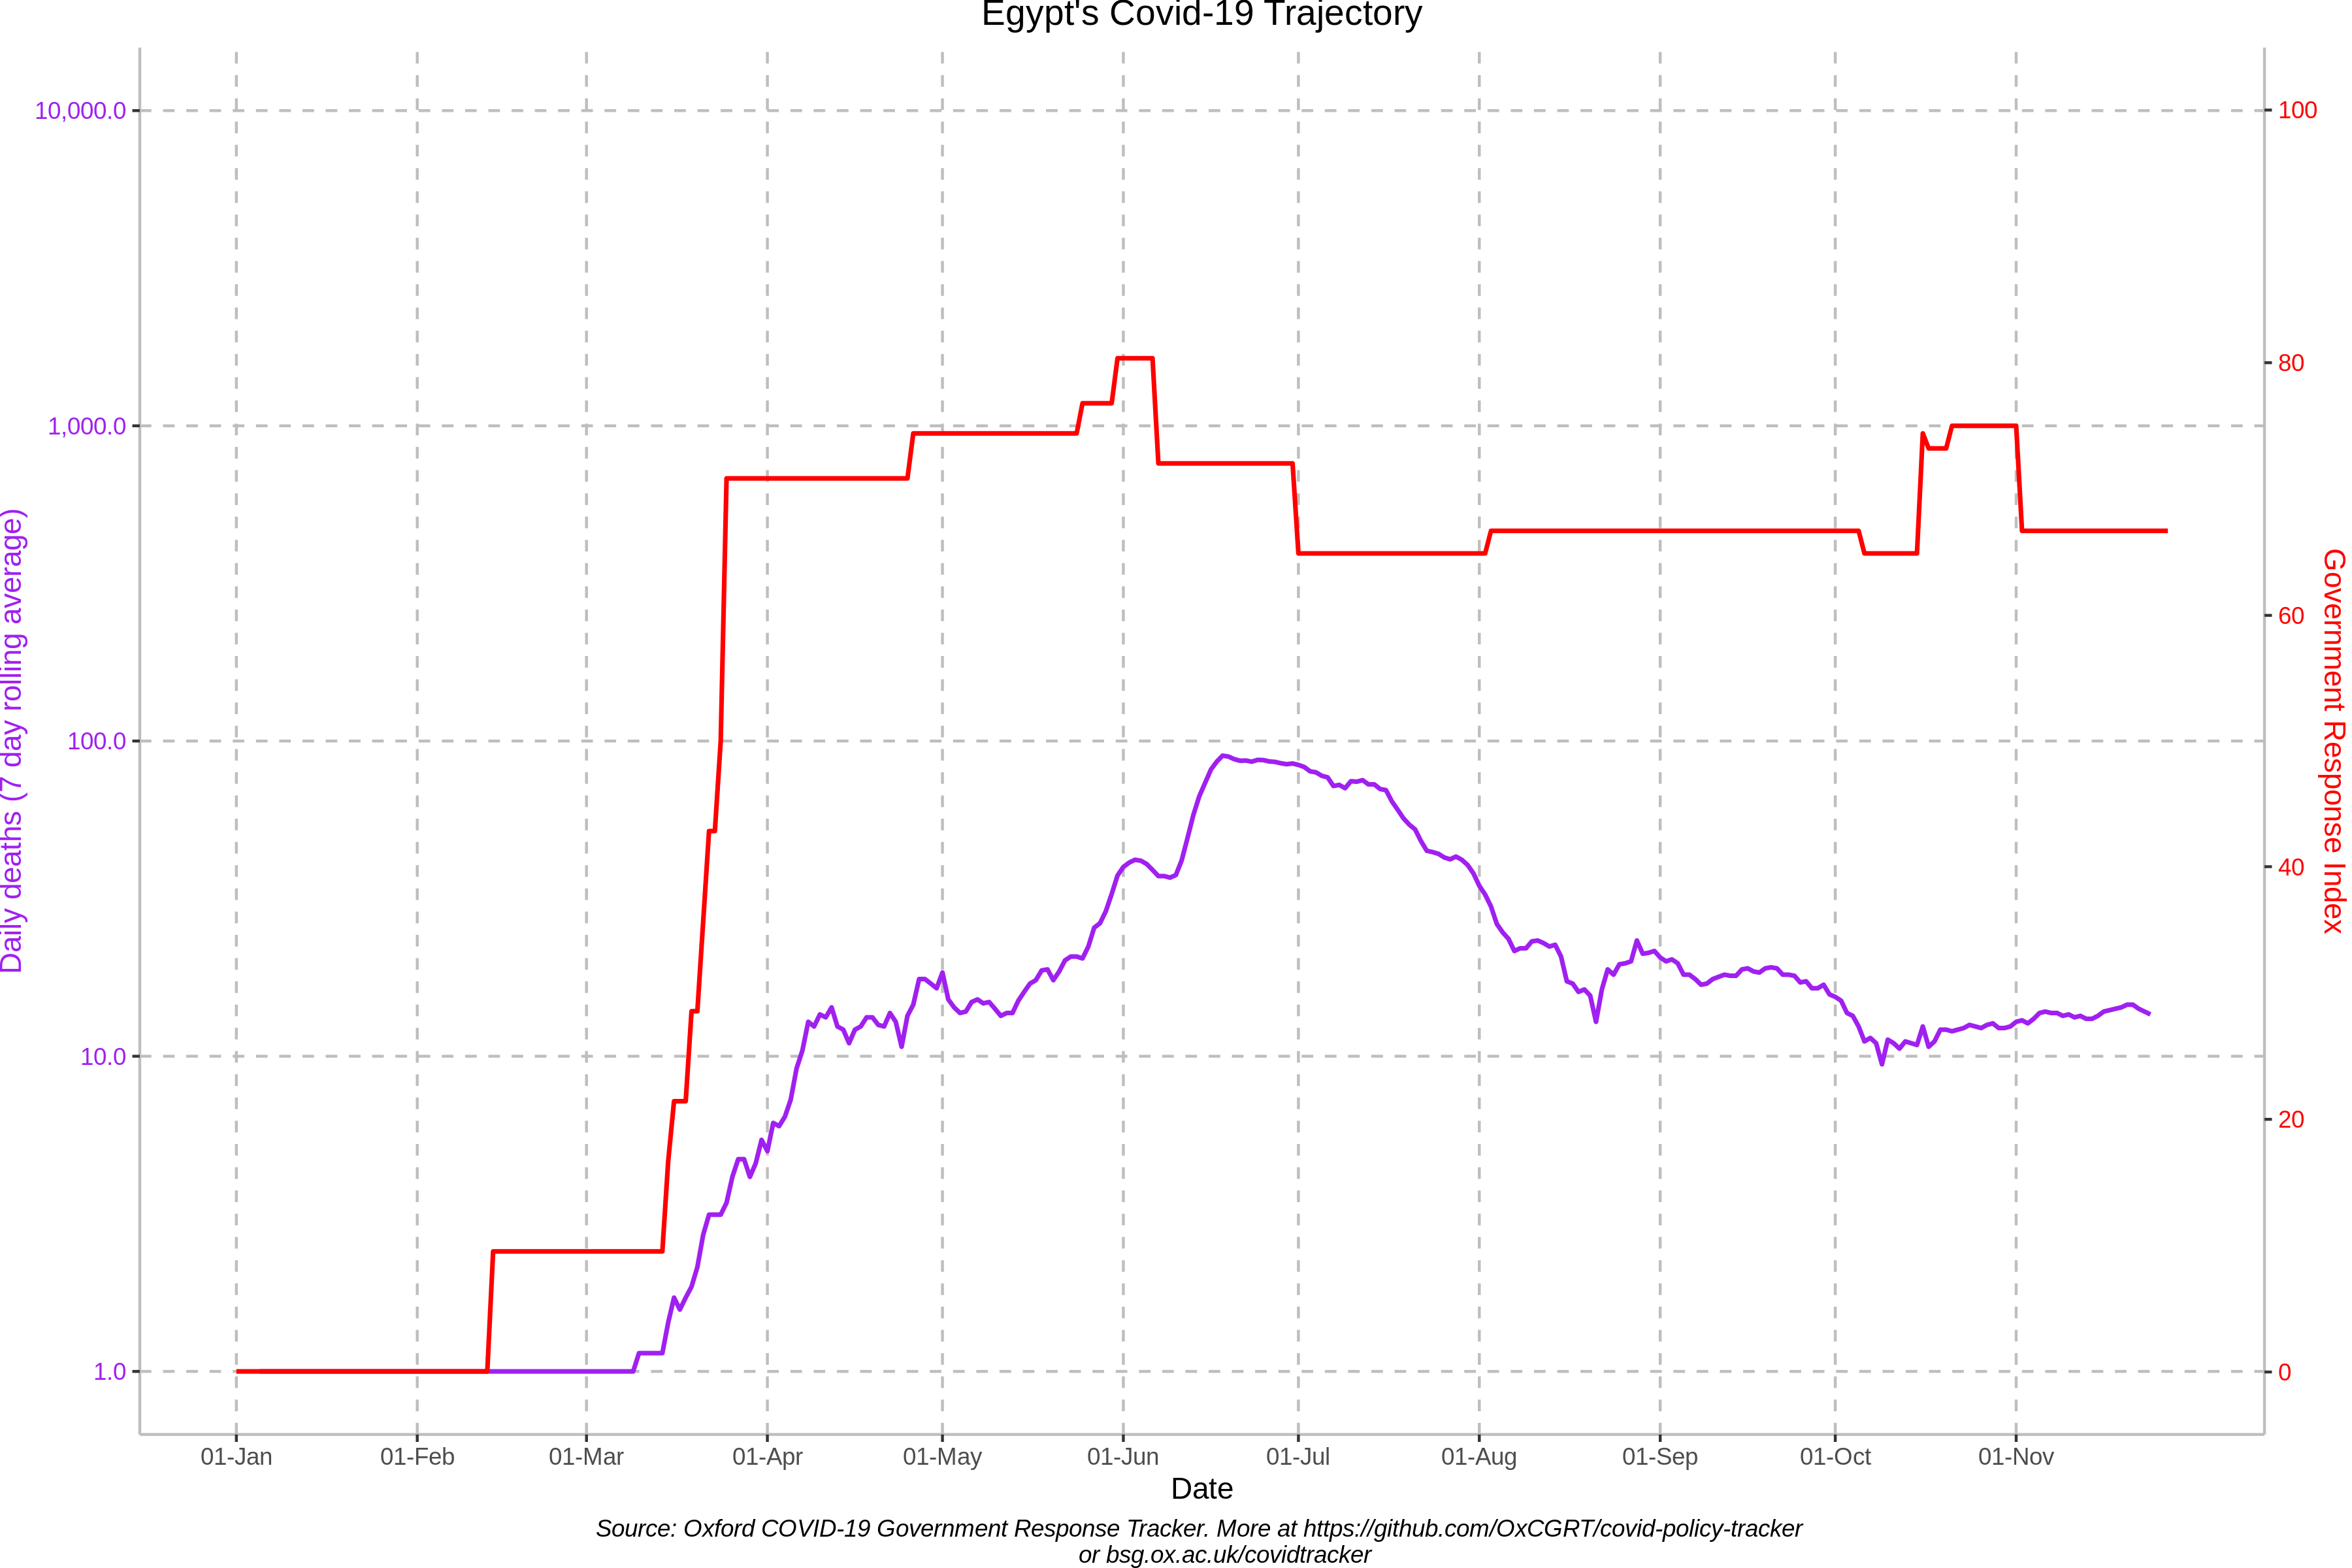 Egypt's Covid-19 Trajectory
10,000.0
1,000.0
100.0
10.0
1.0
Daily deaths (7 day rolling average)
100
80
60
40
20
0
Government Response Index
01-Jan 01-Feb 01-Mar 01-Apr 01-May 01-Jun 01-Jul 01-Aug 01-Sep 01-Oct 01-Nov
Date
Source: Oxford COVID-19 Government Response Tracker. More at https://github.com/OxCGRT/covid-policy-tracker
or bsg.ox.ac.uk/covidtracker